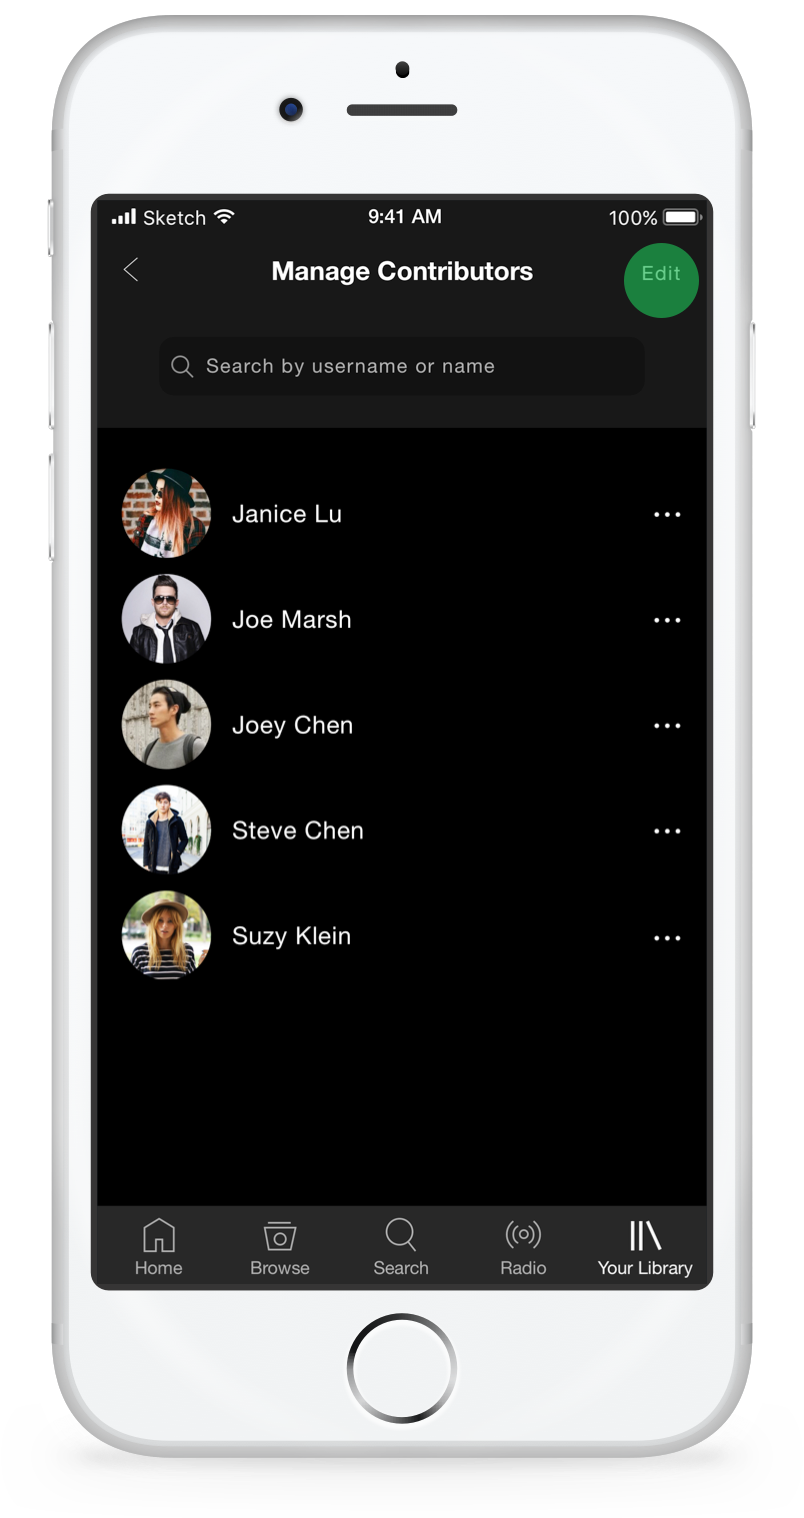 Sketch 9:41 AM 100%
Manage Contributors Edit
Search by username or name
Janice Lu
Joe Marsh
Joey Chen
Steve Chen
Suzy Klein
Home Browse Search Radio Your Library